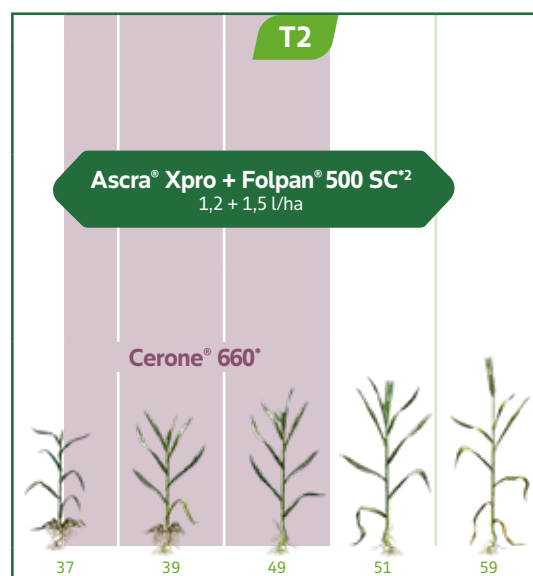 T2
Ascra® Xpro + Folpan® 500 SC*²
1,2 + 1,5 l/ha
Cerone® 660*
37 39 49 51 59